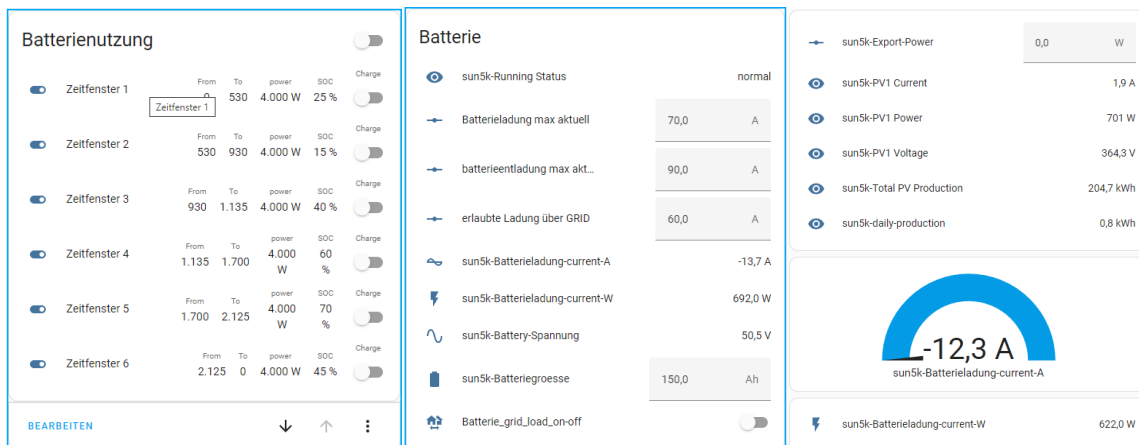 Batterienutzung
Zeitfenster 1
From To power SOC Charge
0 530 4.000 W 25 %
Zeitfenster 1
Zeitfenster 2
From To power SOC Charge
530 930 4.000 W 15 %
Zeitfenster 3
From To power SOC Charge
930 1.135 4.000 W 40 %
Zeitfenster 4
From To power SOC Charge
1.135 1.700 4.000 W 60 %
Zeitfenster 5
From To power SOC Charge
1.700 2.125 4.000 W 70 %
Zeitfenster 6
From To power SOC Charge
2.125 0 4.000 W 45 %
BEARBEITEN
Batterie
sun5k-Running Status normal
Batterieladung max aktuell 70,0 A
batterieentladung max akt... 90,0 A
erlaubte Ladung über GRID 60,0 A
sun5k-Batterieladung-current-A -13,7 A
sun5k-Batterieladung-current-W 692,0 W
sun5k-Battery-Spannung 50,5 V
sun5k-Batteriegroesse 150,0 Ah
Batterie_grid_load_on-off
sun5k-Export-Power 0,0 W
sun5k-PV1 Current 1,9 A
sun5k-PV1 Power 701 W
sun5k-PV1 Voltage 364,3 V
sun5k-Total PV Production 204,7 kWh
sun5k-daily-production 0,8 kWh
-12,3 A
sun5k-Batterieladung-current-A
sun5k-Batterieladung-current-W 622,0 W